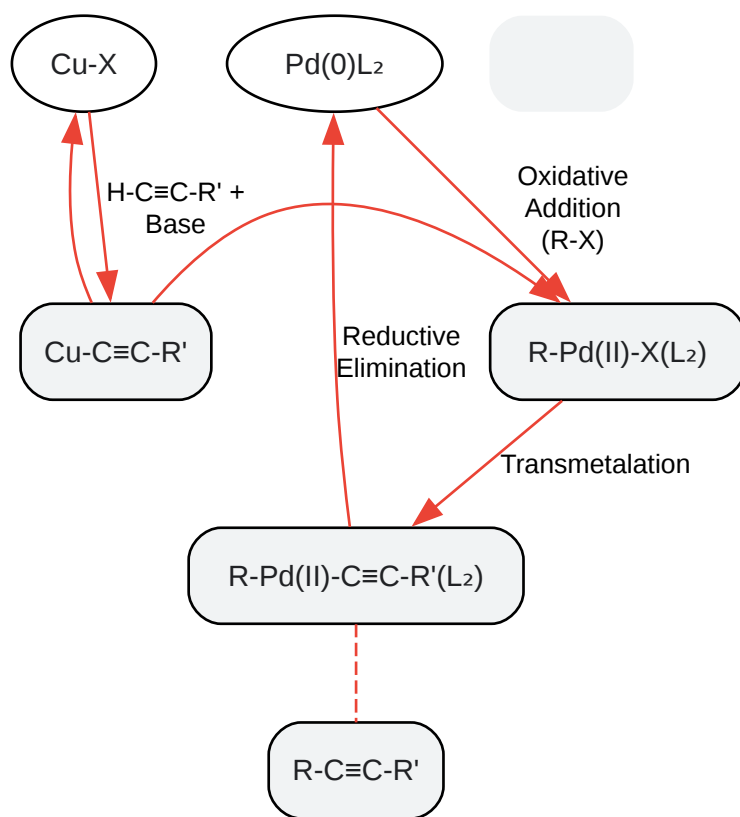 Cu-X
Pd(0)L₂
H-C≡C-R' +
Base
Oxidative
Addition
(R-X)
Cu-C≡C-R'
Reductive
Elimination
R-Pd(II)-X(L₂)
Transmetalation
R-Pd(II)-C≡C-R'(L₂)
R-C≡C-R'